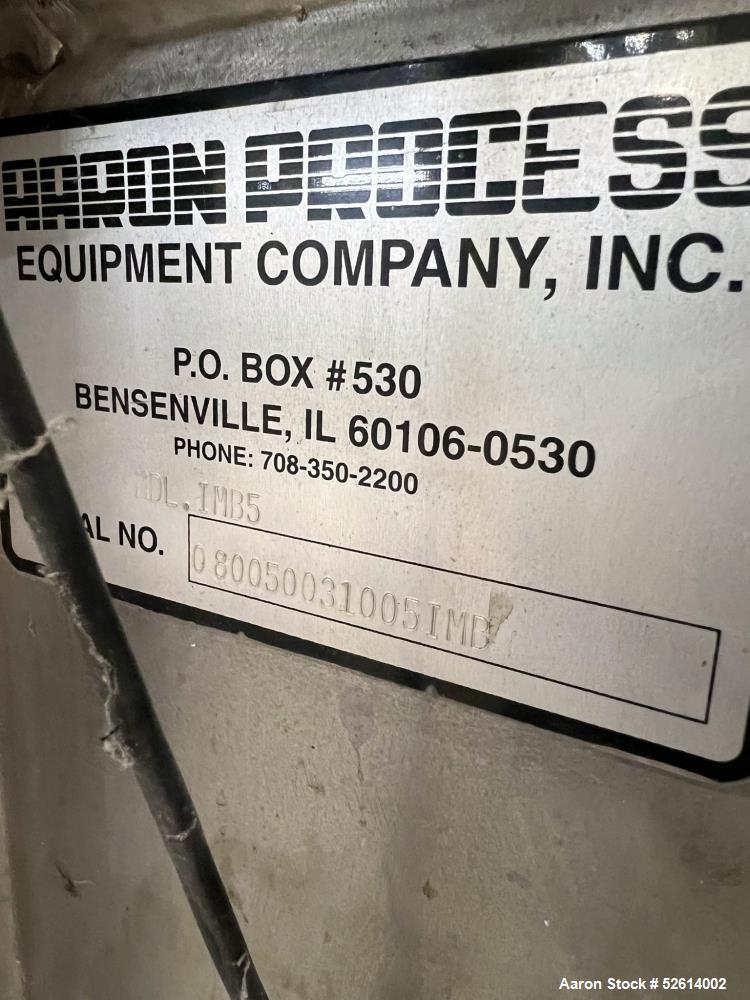 AARON PROCESS
EQUIPMENT COMPANY, INC.
P.O. BOX #530
BENSENVILLE, IL 60106-0530
PHONE: 708-350-2200
MDL.IMB5
AL NO.
080050031005IMB
Aaron Stock # 52614002